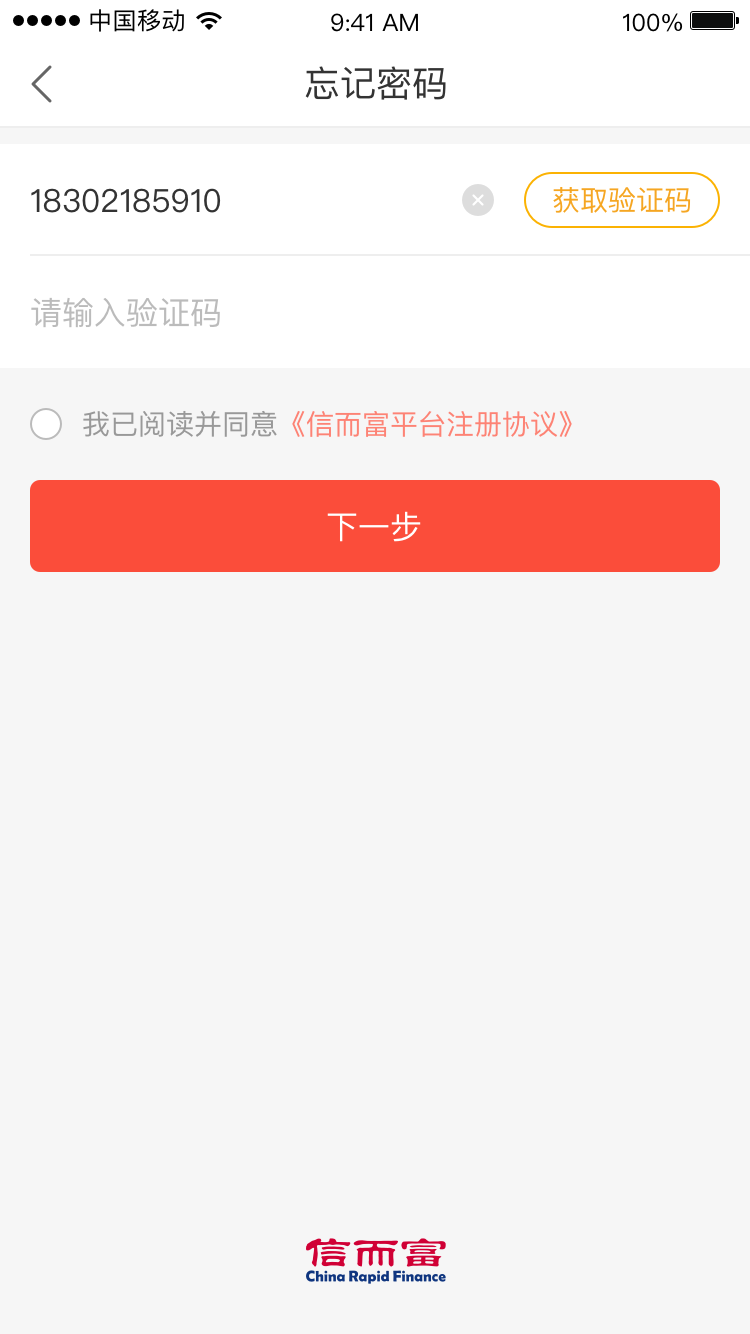 中国移动 9:41 AM 100%
忘记密码
18302185910 获取验证码
请输入验证码
我已阅读并同意《信而富平台注册协议》
下一步
信而富
China Rapid Finance